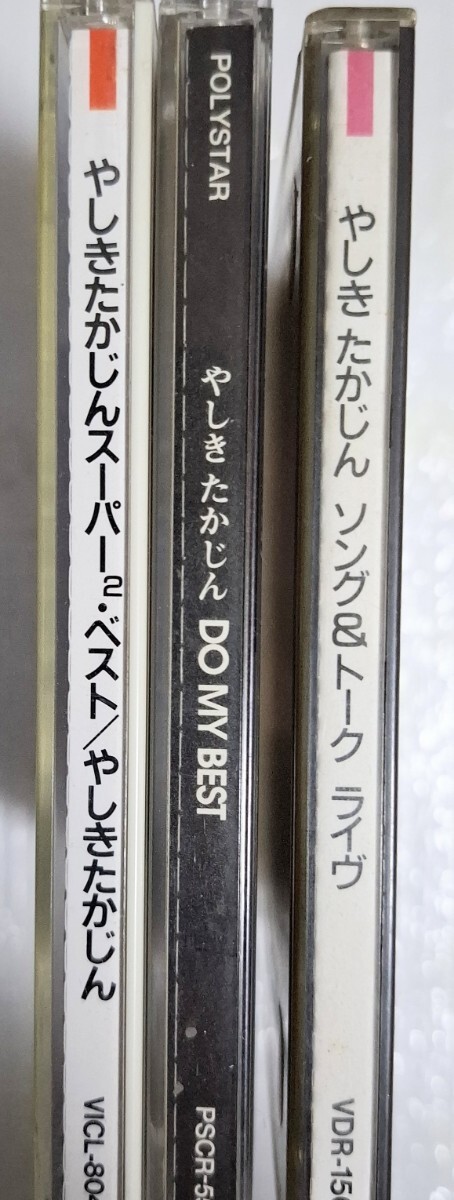 やしきたかじんスーパー2・ベスト/やしきたかじん
VICL-804
POLYSTAR
やしきたかじん DO MY BEST
PSCR-5
やしき たかじん ソング&トーク ライヴ
VDR-150